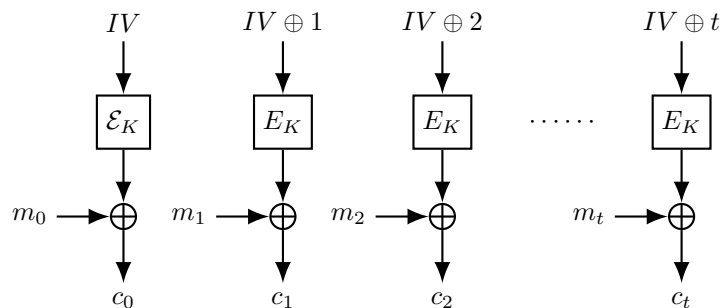 IV IV ⊕ 1 IV ⊕ 2 IV ⊕ t
ℰ_K E_K E_K ...... E_K
m_0 m_1 m_2 m_t
c_0 c_1 c_2 c_t